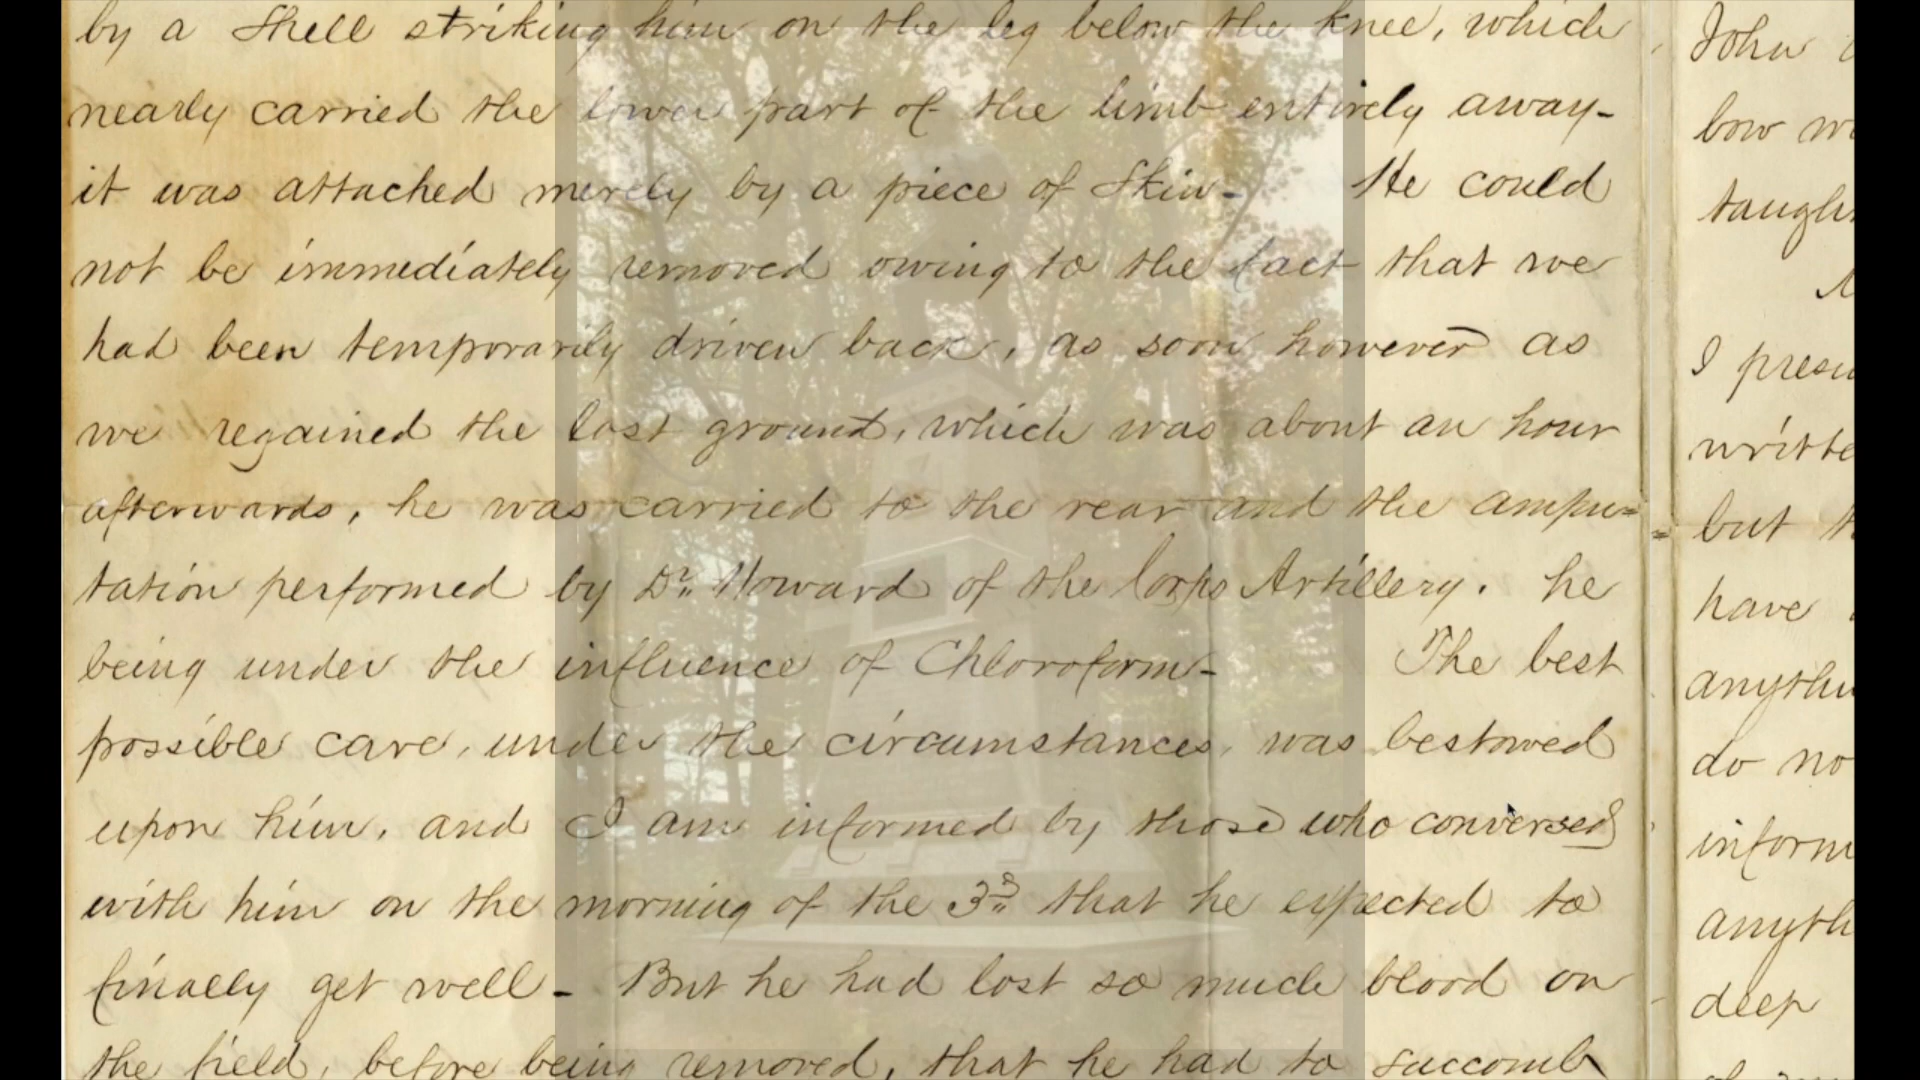 by a Shell striking him on the leg below the knee, which
nearly carried the lower part of the limb entirely away-
it was attached merely by a piece of Skin- He could
not be immediately removed owing to the fact that we
had been temporarily driven back, as soon however as
we regained the lost ground, which was about an hour
afterwards, he was carried to the rear and the ampu=
tation performed by Dr. Howard of the Corps Artillery. he
being under the influence of Chloroform- The best
possible care, under the circumstances, was bestowed
upon him, and I am informed by those who conversed
with him on the morning of the 3rd that he expected to
finally get well- But he had lost so much blood on
the field, before being removed, that he had to succomb
John
bow
taugh
I presu
writte
but
have
anythin
do no
inform
anyth
deep